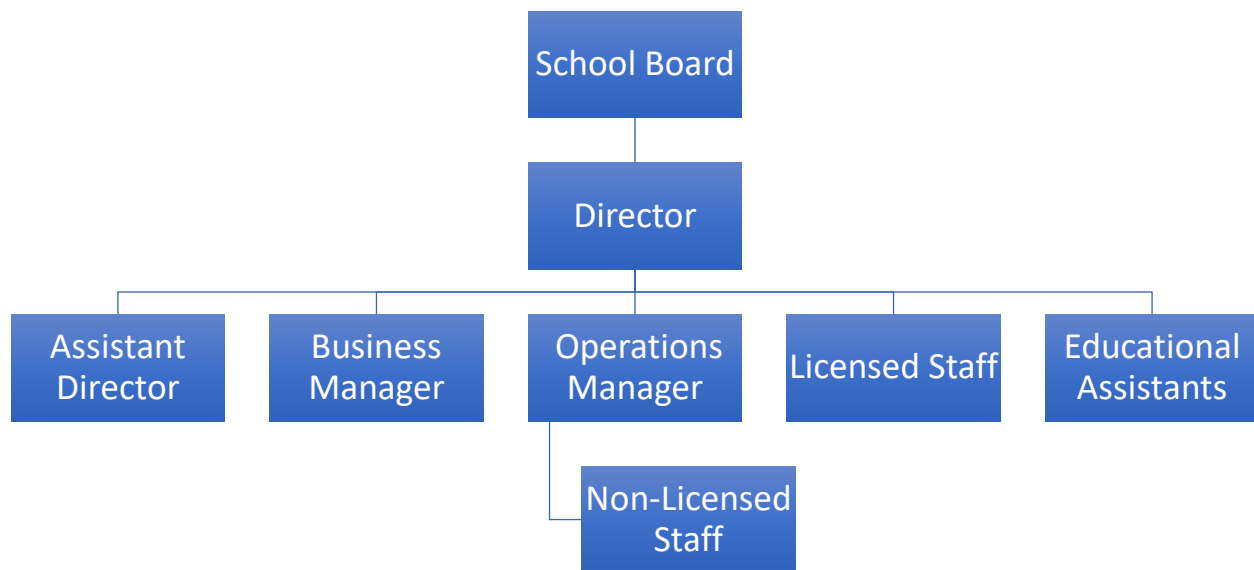 School Board
Director
Assistant
Director
Business
Manager
Operations
Manager
Licensed Staff
Educational
Assistants
Non-Licensed
Staff